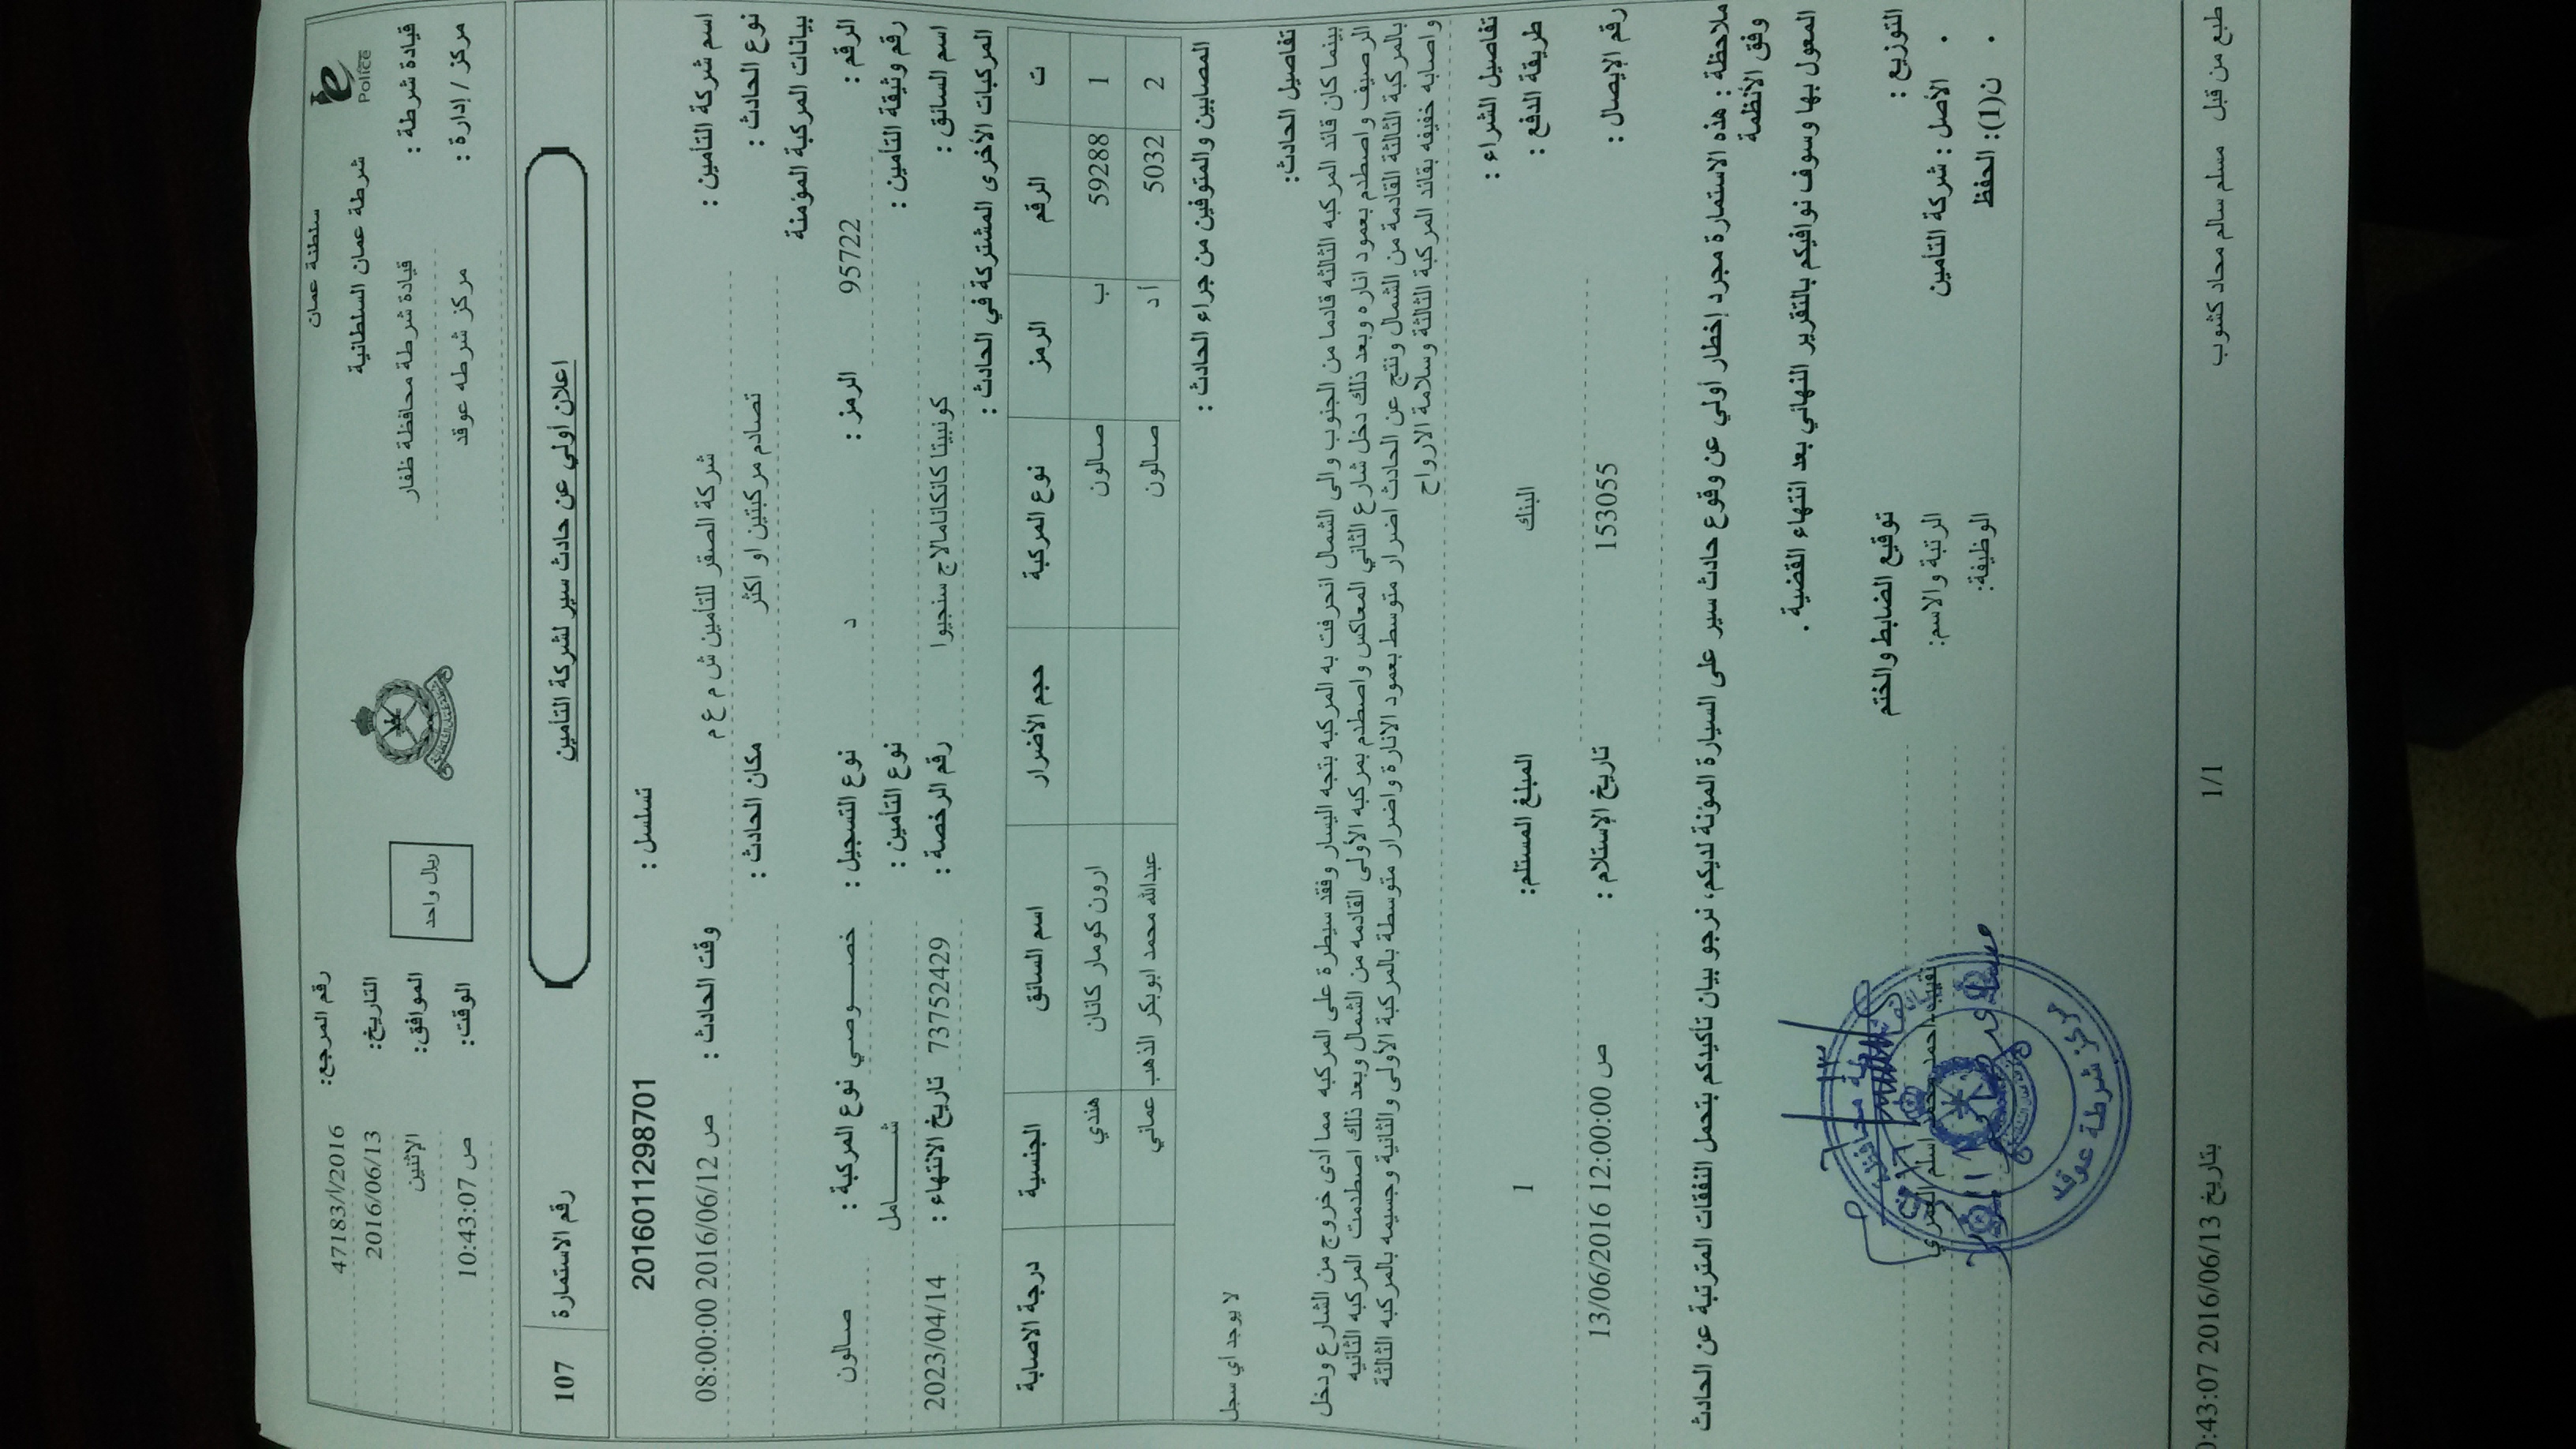 سلطنة عمان
Police
شرطة عمان السلطانية
قيادة شرطة : قيادة شرطة محافظة ظفار
مركز / إدارة : مركز شرطه عوقد
شرطة عمان السلطانية
ريال واحد
رقم المرجع: 2016/أ/47183
التاريخ: 2016/06/13
الموافق: الإثنين
الوقت: 10:43:07 ص
اعلان أولي عن حادث سير لشركة التأمين
رقم الاستمارة 107
تسلسل : 2016011298701
اسم شركة التأمين : شركة الصقر للتأمين ش م ع م وقت الحادث : 2016/06/12 08:00:00 ص
نوع الحادث : تصادم مركبتين او اكثر مكان الحادث :
بيانات المركبة المؤمنة
الرقم : 95722 الرمز : د نوع التسجيل : خصـــوصي نوع المركبة : صـالون
رقم وثيقة التأمين : نوع التأمين : شــــــامل
اسم السائق : كونبيتا كانكانامالاج سنجيوا رقم الرخصة : 73752429 تاريخ الانتهاء : 2023/04/14
المركبات الأخرى المشتركة في الحادث :
ت الرقم الرمز نوع المركبة حجم الأضرار اسم السائق الجنسية درجة الاصابة
1 59288 ب صـالون ارون كومار كانان هندي
2 5032 أ د صـالون عبدالله محمد ابوبكر الذهب عماني
المصابين والمتوفين من جراء الحادث :
لا يوجد أي سجل
تفاصيل الحادث:
بينما كان قائد المركبه الثالثه قادما من الجنوب والى الشمال انحرفت به المركبه بتجه اليسار وفقد سيطرة على المركبه مما أدى خروج من الشارع ودخل
الرصيف واصطدم بعمود اناره وبعد ذلك دخل شارع الثاني المعاكس واصطدم بمركبه الأولى القادمه من الشمال وبعد ذلك اصطدمت المركبه الثانيه
بالمركبة الثالثة القادمة من الشمال ونتج عن الحادث اضرار متوسط بعمود الانارة واضرار متوسطة بالمركبة الأولى والثانية وجسيمه بالمركبه الثالثة
واصابه خفيفه بقائد المركبة الثالثة وسلامة الارواح
تفاصيل الشراء :
طريقة الدفع : البنك المبلغ المستلم: 1
رقم الإيصال : 153055 تاريخ الإستلام : 13/06/2016 12:00:00 ص
ملاحظة : هذه الاستمارة مجرد إخطار أولي عن وقوع حادث سير على السيارة المؤنة لديكم، نرجو بيان تأكيدكم بتحمل النفقات المترتبة عن الحادث
وفق الأنظمة
المعول بها وسوف نوافيكم بالتقرير النهائي بعد انتهاء القضية .
التوزيع : توقيع الضابط والختم
• الأصل : شركة التأمين الرتبة والاسم: نقيب-احمد محمد اسلم العمري
• ن(1): الحفظ الوظيفة:
مركز شرطة عوقد
طبع من قبل مسلم سالم محاد كشوب 1/1 بتاريخ 2016/06/13 0:43:07